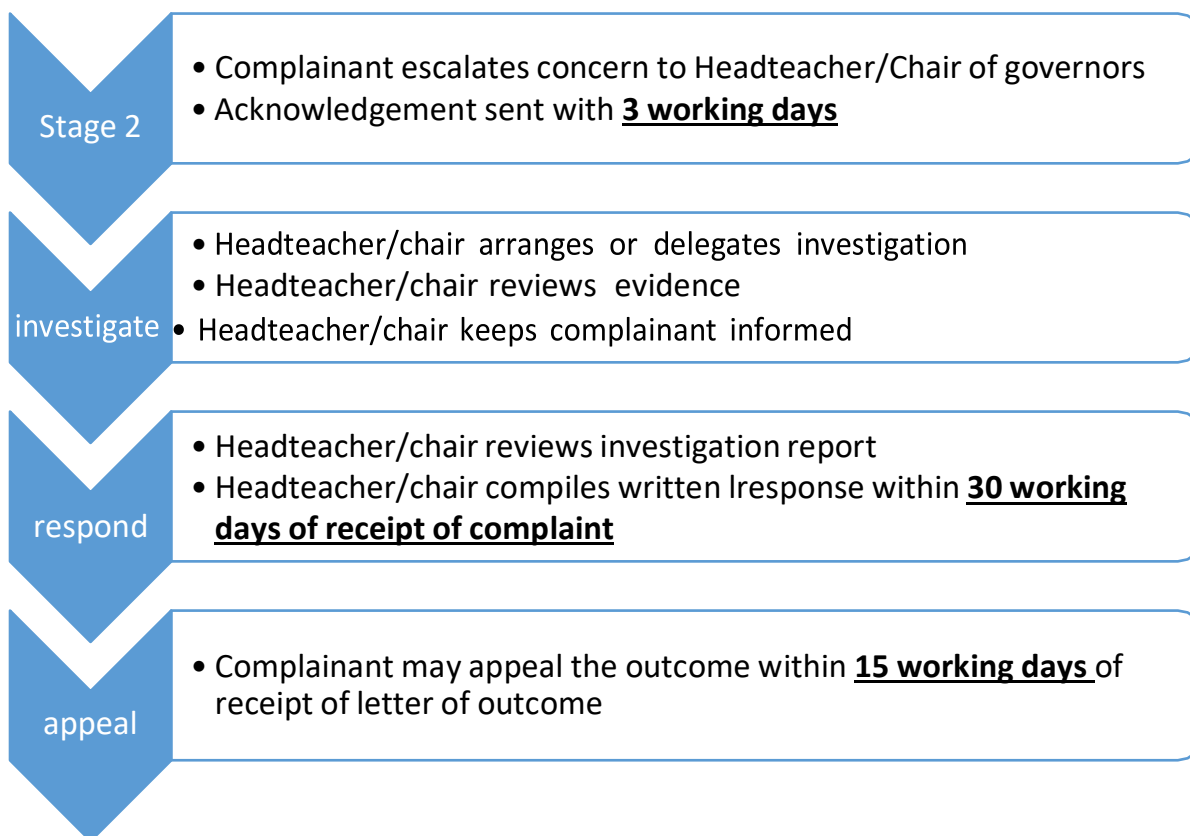 Stage 2
• Complainant escalates concern to Headteacher/Chair of governors
• Acknowledgement sent with 3 working days
investigate
• Headteacher/chair arranges or delegates investigation
• Headteacher/chair reviews evidence
• Headteacher/chair keeps complainant informed
respond
• Headteacher/chair reviews investigation report
• Headteacher/chair compiles written lresponse within 30 working
days of receipt of complaint
appeal
• Complainant may appeal the outcome within 15 working days of
receipt of letter of outcome